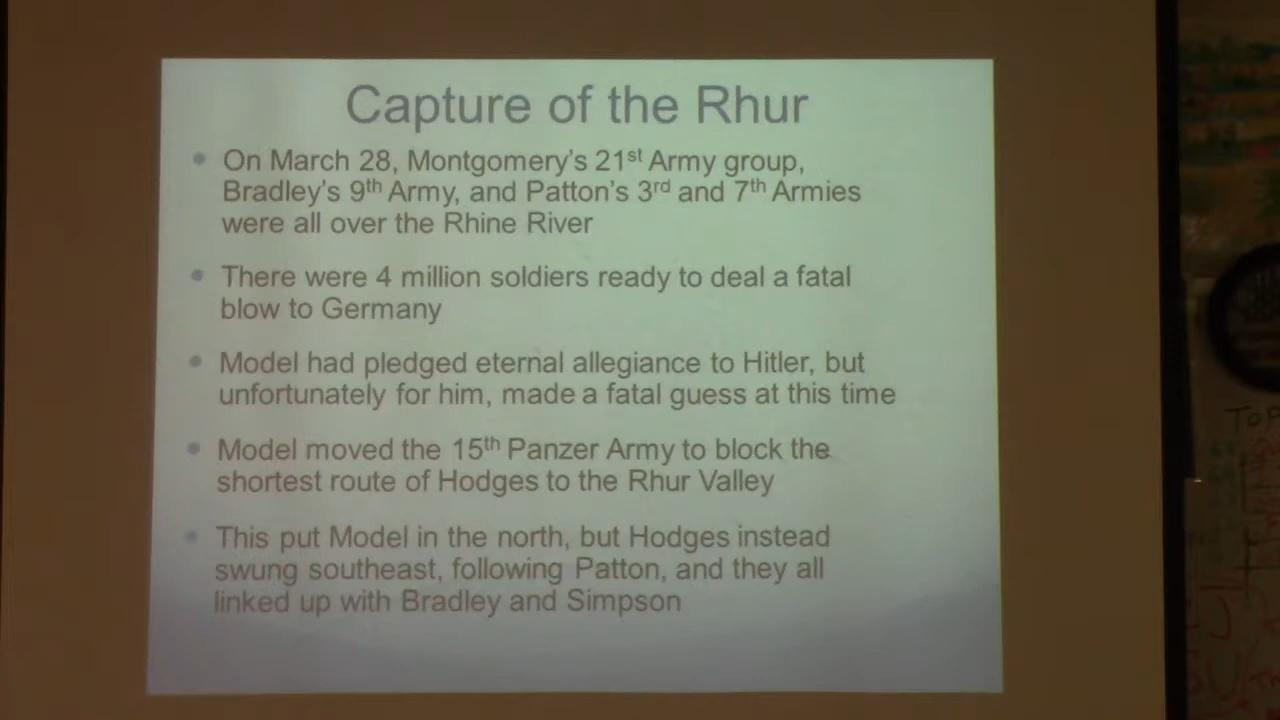 Capture of the Rhur
• On March 28, Montgomery's 21st Army group,
Bradley's 9th Army, and Patton's 3rd and 7th Armies
were all over the Rhine River
• There were 4 million soldiers ready to deal a fatal
blow to Germany
• Model had pledged eternal allegiance to Hitler, but
unfortunately for him, made a fatal guess at this time
• Model moved the 15th Panzer Army to block the
shortest route of Hodges to the Rhur Valley
• This put Model in the north, but Hodges instead
swung southeast, following Patton, and they all
linked up with Bradley and Simpson